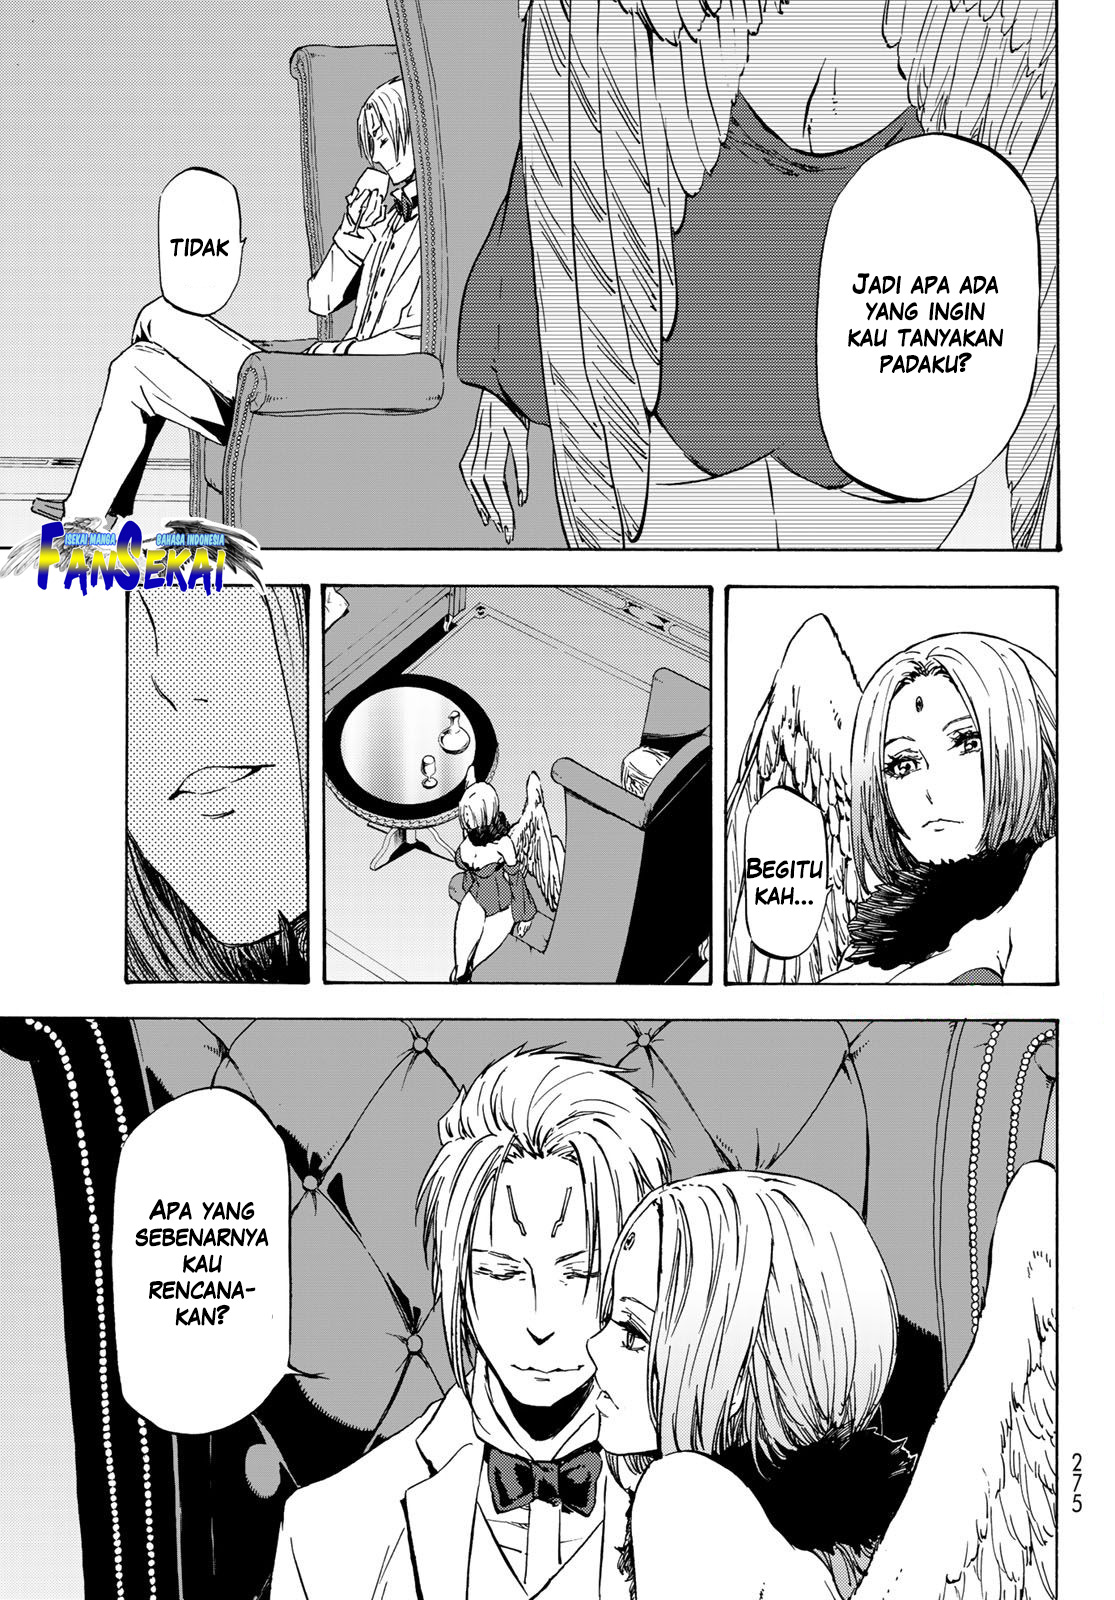 JADI APA ADA
YANG INGIN
KAU TANYAKAN
PADAKU?
TIDAK
ISEKAI MANGA
BAHASA INDONESIA
FANSEKAI
BEGITU
KAH...
APA YANG
SEBENARNYA
KAU
RENCANA-
KAN?
275